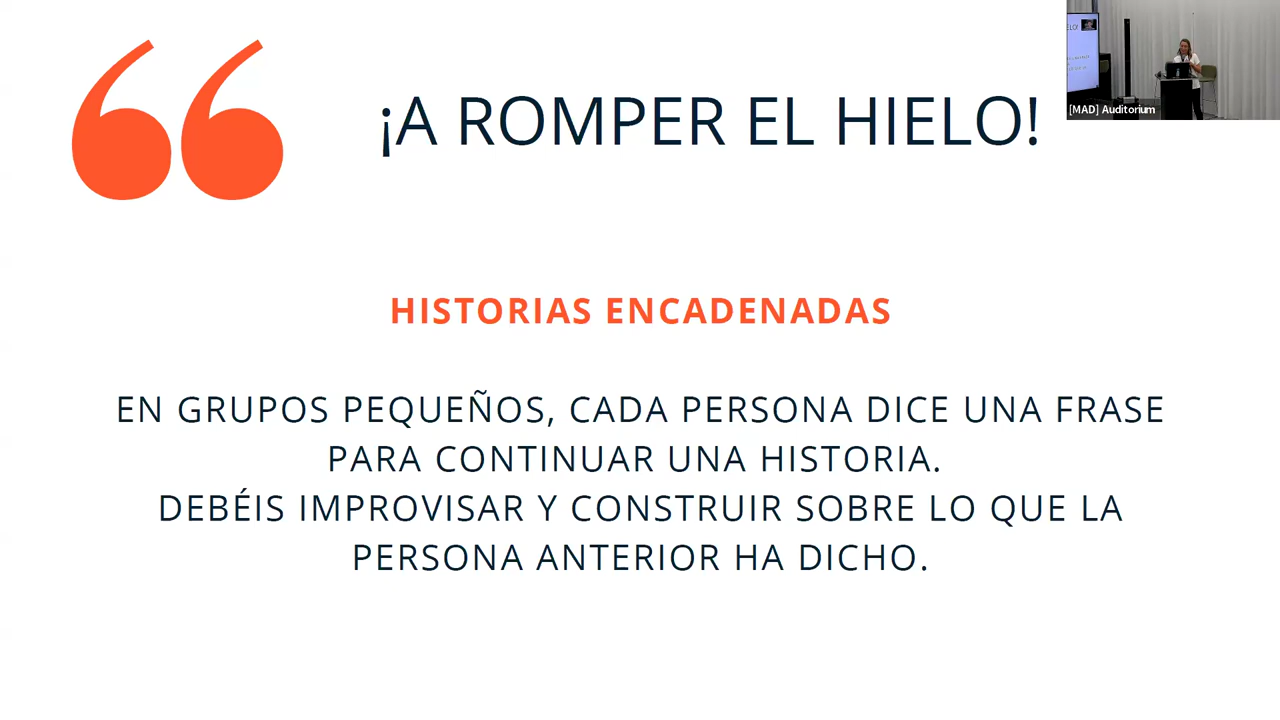 ¡A ROMPER EL HIELO!
[MAD] Auditorium
HISTORIAS ENCADENADAS
EN GRUPOS PEQUEÑOS, CADA PERSONA DICE UNA FRASE
PARA CONTINUAR UNA HISTORIA.
DEBÉIS IMPROVISAR Y CONSTRUIR SOBRE LO QUE LA
PERSONA ANTERIOR HA DICHO.